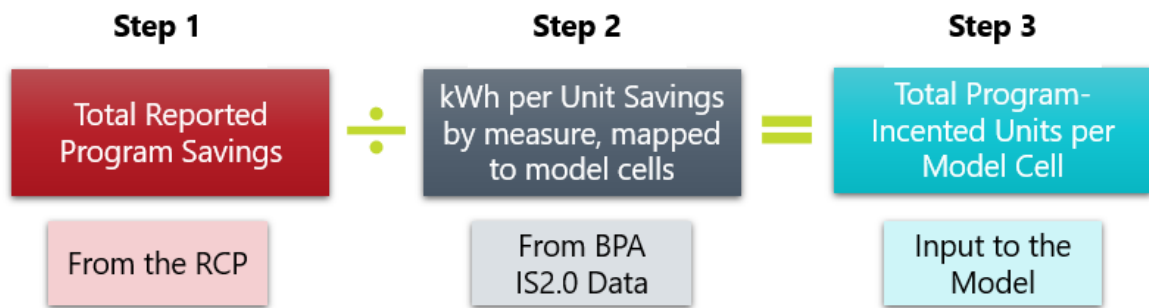 Step 1
Step 2
Step 3
Total Reported
Program Savings
÷
kWh per Unit Savings
by measure, mapped
to model cells
=
Total Program-
Incented Units per
Model Cell
From the RCP
From BPA
IS2.0 Data
Input to the
Model